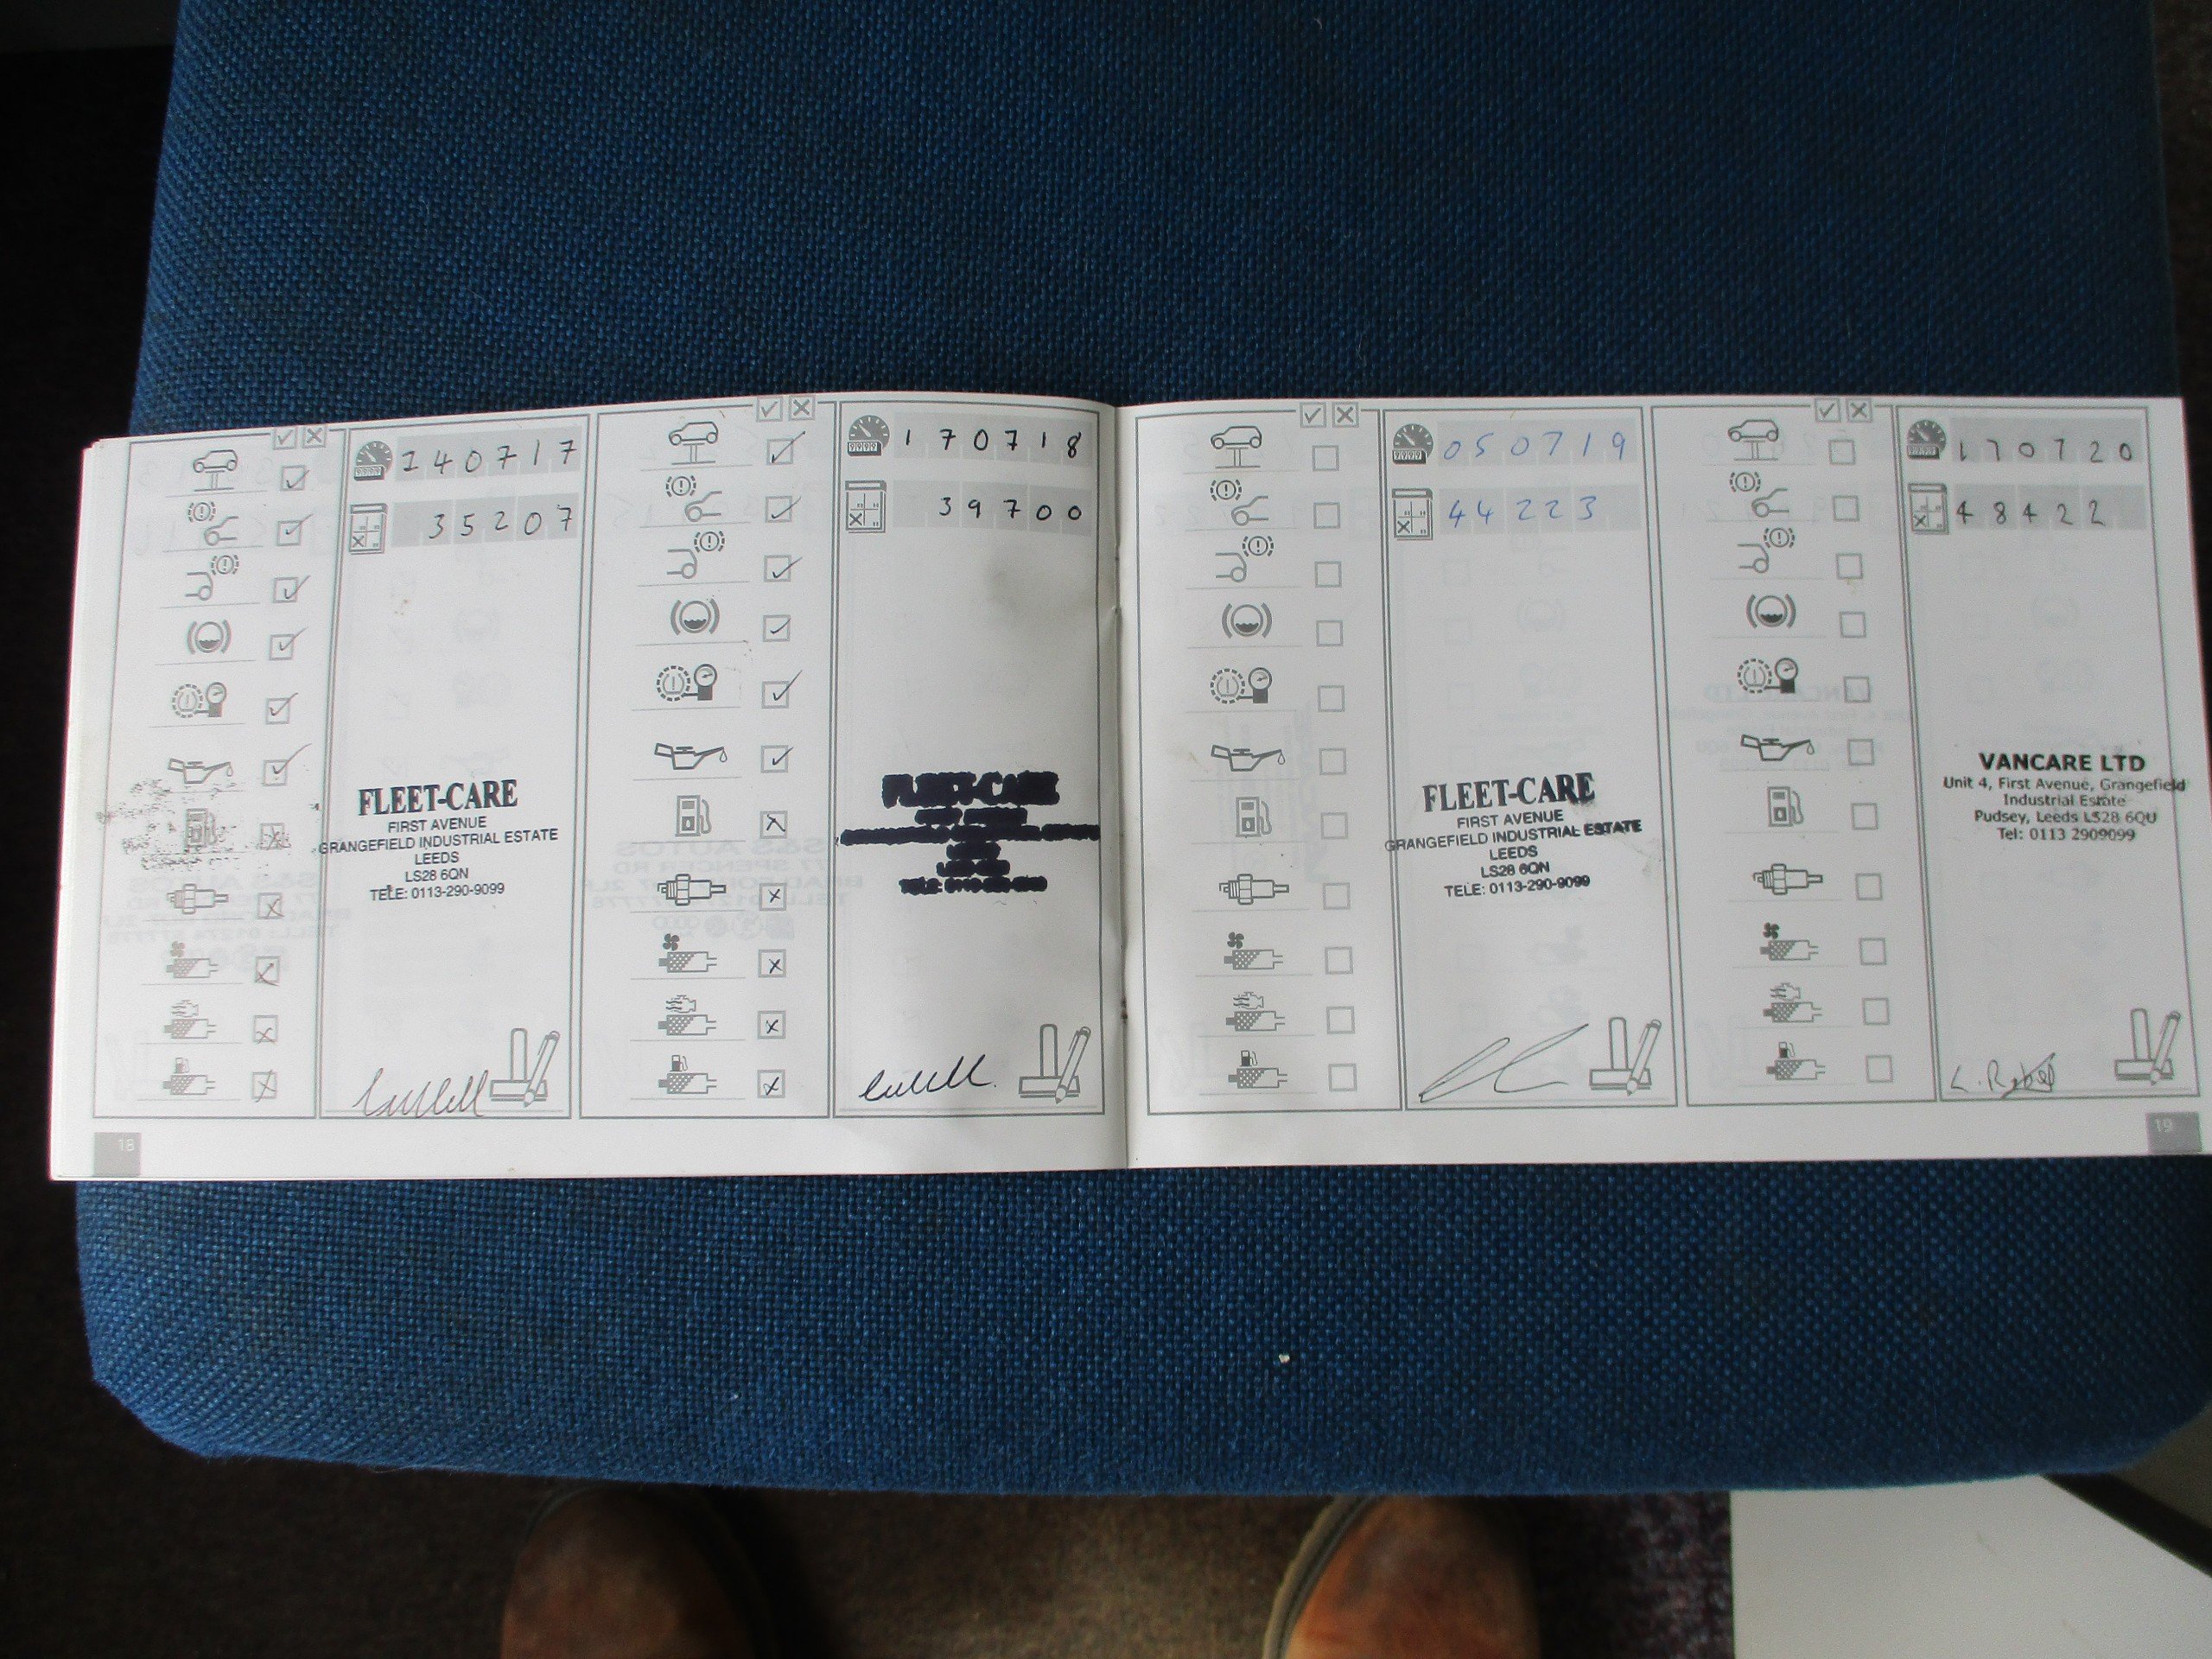 140717
35207
FLEET-CARE
FIRST AVENUE
GRANGEFIELD INDUSTRIAL ESTATE
LEEDS
LS28 6QN
TELE: 0113-290-9099
18
170718
39700
FLEET-CARE
050719
44223
FLEET-CARE
FIRST AVENUE
GRANGEFIELD INDUSTRIAL ESTATE
LEEDS
LS28 6QN
TELE: 0113-290-9099
170720
48422
VANCARE LTD
Unit 4, First Avenue, Grangefield
Industrial Estate
Pudsey, Leeds LS28 6QU
Tel: 0113 2909099
19